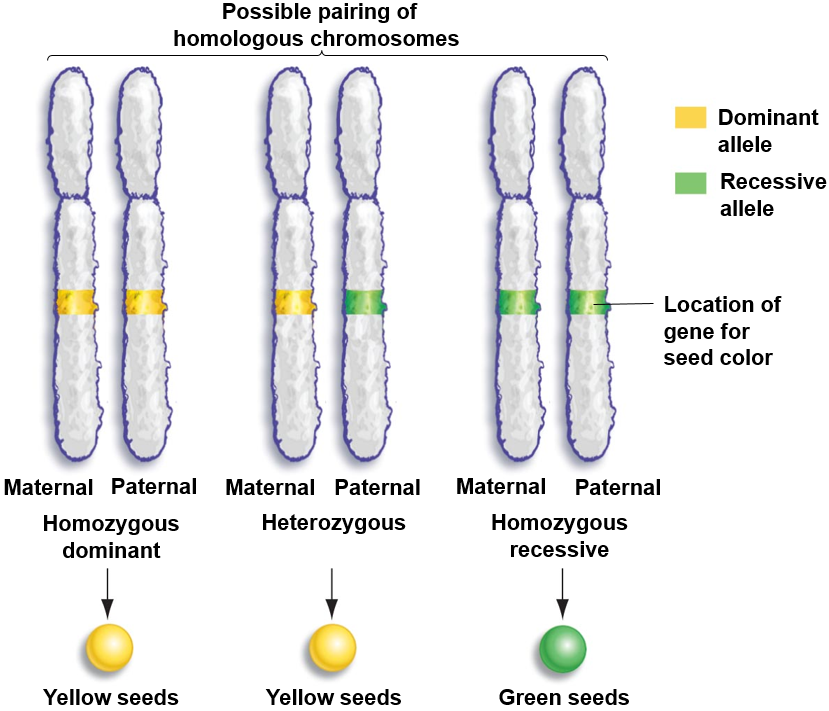 Possible pairing of
homologous chromosomes
Dominant
allele
Recessive
allele
Location of
gene for
seed color
Maternal Paternal
Maternal Paternal
Maternal Paternal
Homozygous
dominant
Heterozygous
Homozygous
recessive
Yellow seeds
Yellow seeds
Green seeds